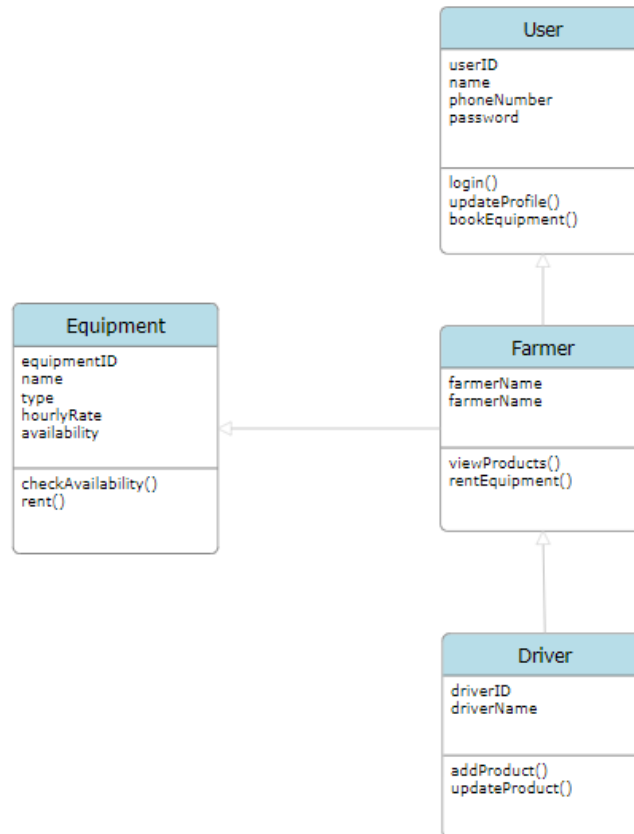 User
userID
name
phoneNumber
password
login()
updateProfile()
bookEquipment()
Equipment
equipmentID
name
type
hourlyRate
availability
checkAvailability()
rent()
Farmer
farmerName
farmerName
viewProducts()
rentEquipment()
Driver
driverID
driverName
addProduct()
updateProduct()